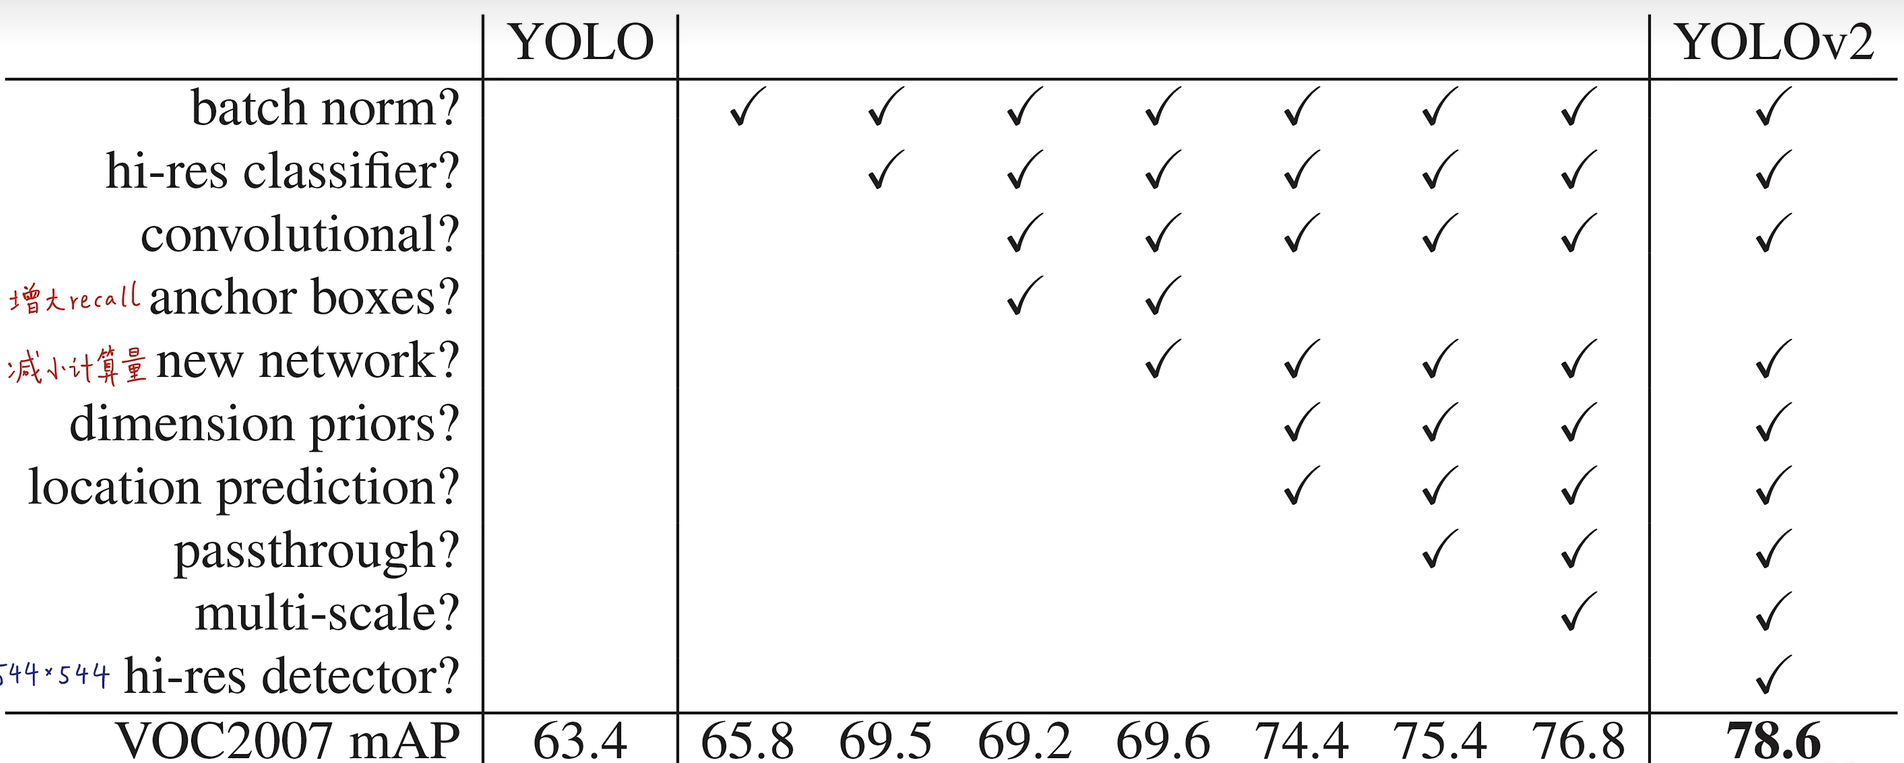 YOLO YOLOv2
batch norm? ✓ ✓ ✓ ✓ ✓ ✓ ✓ ✓
hi-res classifier? ✓ ✓ ✓ ✓ ✓ ✓ ✓
convolutional? ✓ ✓ ✓ ✓ ✓ ✓
增大recall anchor boxes? ✓ ✓
减小计算量 new network? ✓ ✓ ✓ ✓ ✓
dimension priors? ✓ ✓ ✓ ✓
location prediction? ✓ ✓ ✓ ✓
passthrough? ✓ ✓ ✓
multi-scale? ✓ ✓
544×544 hi-res detector? ✓
VOC2007 mAP 63.4 65.8 69.5 69.2 69.6 74.4 75.4 76.8 78.6